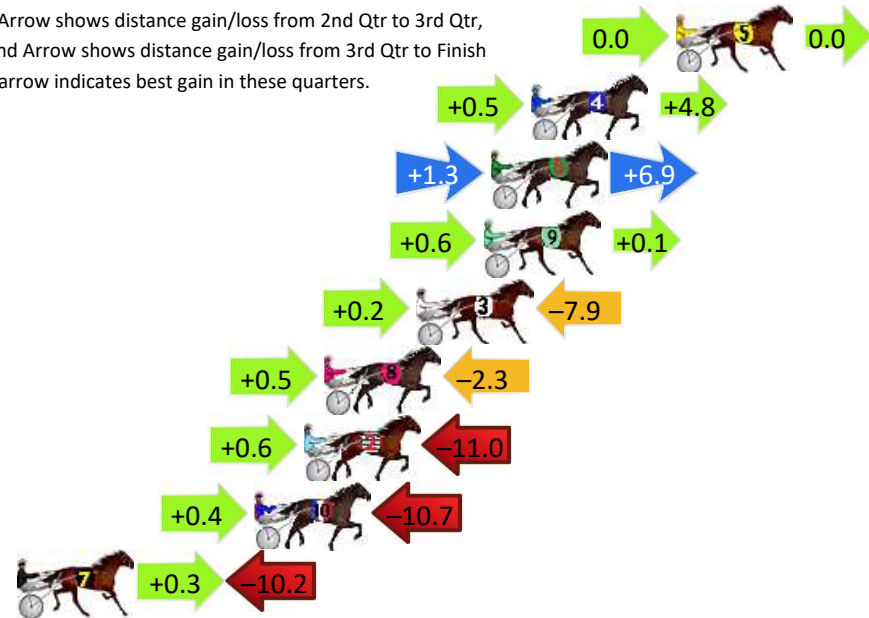 Arrow shows distance gain/loss from 2nd Qtr to 3rd Qtr,
nd Arrow shows distance gain/loss from 3rd Qtr to Finish
arrow indicates best gain in these quarters.
0.0 5 0.0
+0.5 4 +4.8
+1.3 6 +6.9
+0.6 9 +0.1
+0.2 3 –7.9
+0.5 8 –2.3
+0.6 –11.0
+0.4 10 –10.7
7 +0.3 –10.2